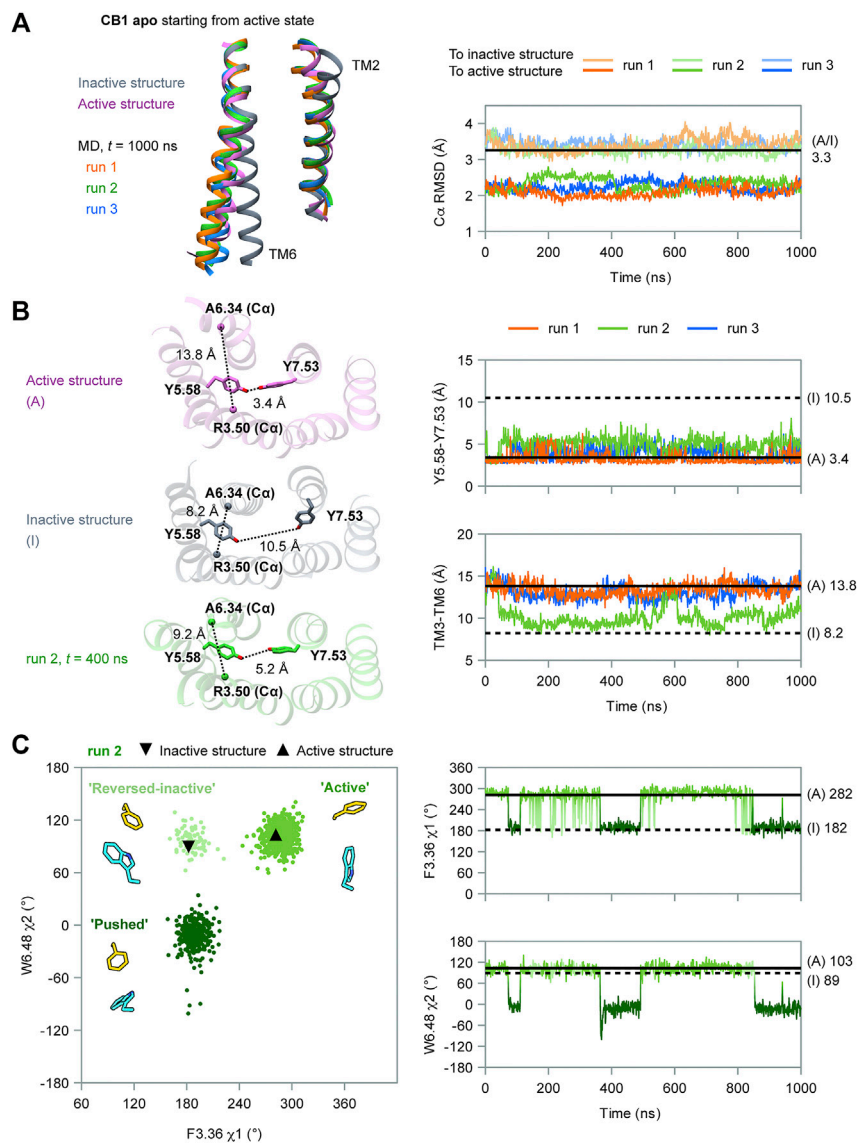 A
CB1 apo starting from active state
TM2
Inactive structure
Active structure
MD, t = 1000 ns
run 1
run 2
run 3
TM6
To inactive structure
To active structure
run 1
run 2
run 3
Cα RMSD (Å)
4
3
2
1
(A/I)
3.3
0
200
400
600
800
1000
Time (ns)
B
A6.34 (Cα)
13.8 Å
Y7.53
Y5.58
3.4 Å
R3.50 (Cα)
Active structure
(A)
A6.34 (Cα)
8.2 Å
Y7.53
Y5.58
10.5 Å
R3.50 (Cα)
Inactive structure
(I)
A6.34 (Cα)
9.2 Å
Y5.58
Y7.53
5.2 Å
R3.50 (Cα)
run 2, t = 400 ns
run 1
run 2
run 3
Y5.58-Y7.53 (Å)
15
10
5
0
(I) 10.5
(A) 3.4
TM3-TM6 (Å)
20
15
10
5
(A) 13.8
(I) 8.2
0
200
400
600
800
1000
Time (ns)
C
run 2
Inactive structure
Active structure
'Reversed-inactive'
'Active'
'Pushed'
W6.48 χ2 (°)
180
120
60
0
-60
-120
-180
60
120
180
240
300
360
F3.36 χ1 (°)
F3.36 χ1 (°)
360
300
240
180
120
60
0
(A) 282
(I) 182
W6.48 χ2 (°)
180
120
60
0
-60
-120
-180
(A) 103
(I) 89
0
200
400
600
800
1000
Time (ns)